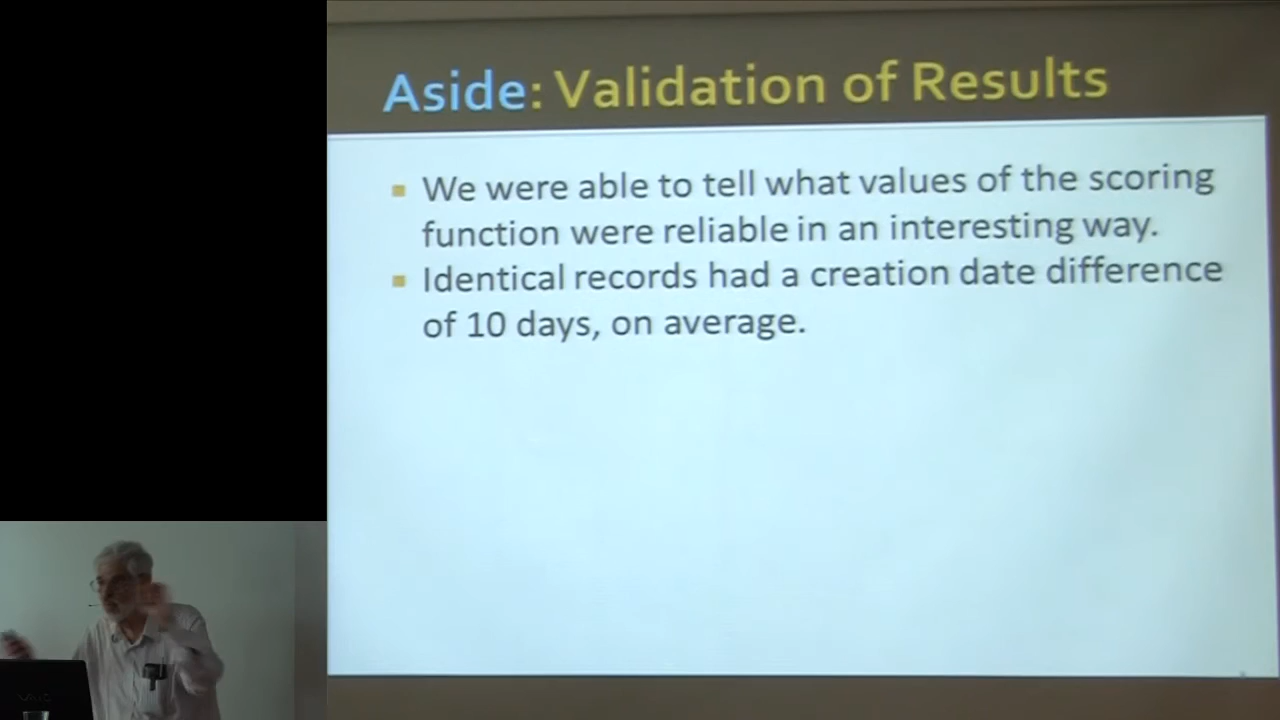 Aside: Validation of Results
We were able to tell what values of the scoring
function were reliable in an interesting way.
Identical records had a creation date difference
of 10 days, on average.